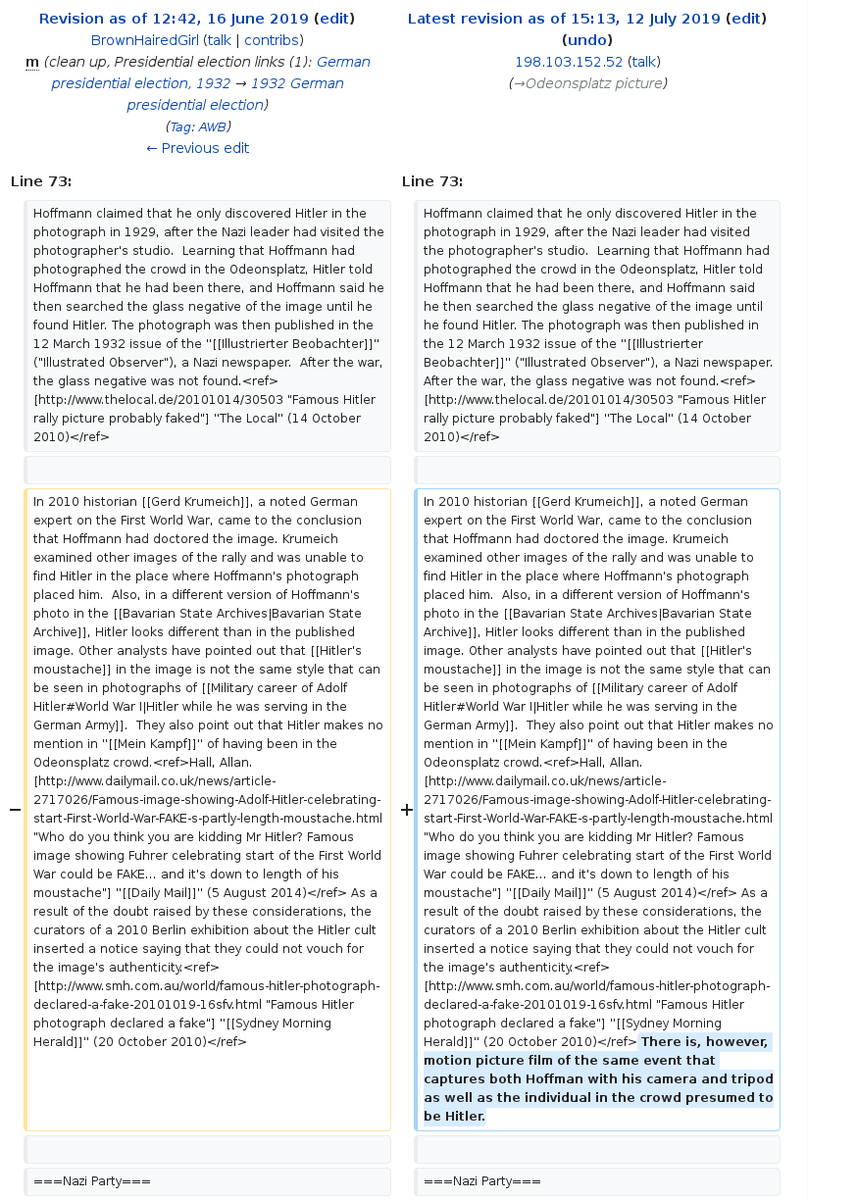 Revision as of 12:42, 16 June 2019 (edit)
BrownHairedGirl (talk | contribs)
m (clean up, Presidential election links (1): German
presidential election, 1932 → 1932 German
presidential election)
(Tag: AWB)
← Previous edit
Latest revision as of 15:13, 12 July 2019 (edit)
(undo)
198.103.152.52 (talk)
(→Odeonsplatz picture)
Line 73:
Line 73:
Hoffmann claimed that he only discovered Hitler in the
photograph in 1929, after the Nazi leader had visited the
photographer's studio.  Learning that Hoffmann had
photographed the crowd in the Odeonsplatz, Hitler told
Hoffmann that he had been there, and Hoffmann said he
then searched the glass negative of the image until he
found Hitler. The photograph was then published in the
12 March 1932 issue of the ''[[Illustrierter Beobachter]]''
("Illustrated Observer"), a Nazi newspaper.  After the war,
the glass negative was not found.<ref>
[http://www.thelocal.de/20101014/30503 "Famous Hitler
rally picture probably faked"] ''The Local'' (14 October
2010)</ref>
Hoffmann claimed that he only discovered Hitler in the
photograph in 1929, after the Nazi leader had visited the
photographer's studio.  Learning that Hoffmann had
photographed the crowd in the Odeonsplatz, Hitler told
Hoffmann that he had been there, and Hoffmann said
he then searched the glass negative of the image until
he found Hitler. The photograph was then published in
the 12 March 1932 issue of the ''[[Illustrierter
Beobachter]]'' ("Illustrated Observer"), a Nazi newspaper.
After the war, the glass negative was not found.<ref>
[http://www.thelocal.de/20101014/30503 "Famous Hitler
rally picture probably faked"] ''The Local'' (14 October
2010)</ref>
−
In 2010 historian [[Gerd Krumeich]], a noted German
expert on the First World War, came to the conclusion
that Hoffmann had doctored the image. Krumeich
examined other images of the rally and was unable to
find Hitler in the place where Hoffmann's photograph
placed him.  Also, in a different version of Hoffmann's
photo in the [[Bavarian State Archives|Bavarian State
Archive]], Hitler looks different than in the published
image. Other analysts have pointed out that [[Hitler's
moustache]] in the image is not the same style that can
be seen in photographs of [[Military career of Adolf
Hitler#World War I|Hitler while he was serving in the
German Army]].  They also point out that Hitler makes no
mention in ''[[Mein Kampf]]'' of having been in the
Odeonsplatz crowd.<ref>Hall, Allan.
[http://www.dailymail.co.uk/news/article-
2717026/Famous-image-showing-Adolf-Hitler-celebrating-
start-First-World-War-FAKE-s-partly-length-moustache.html
"Who do you think you are kidding Mr Hitler? Famous
image showing Fuhrer celebrating start of the First World
War could be FAKE... and it's down to length of his
moustache"] ''[[Daily Mail]]'' (5 August 2014)</ref> As a
result of the doubt raised by these considerations, the
curators of a 2010 Berlin exhibition about the Hitler cult
inserted a notice saying that they could not vouch for
the image's authenticity.<ref>
[http://www.smh.com.au/world/famous-hitler-photograph-
declared-a-fake-20101019-16sfv.html "Famous Hitler
photograph declared a fake"] ''[[Sydney Morning
Herald]]'' (20 October 2010)</ref>
+
In 2010 historian [[Gerd Krumeich]], a noted German
expert on the First World War, came to the conclusion
that Hoffmann had doctored the image. Krumeich
examined other images of the rally and was unable to
find Hitler in the place where Hoffmann's photograph
placed him.  Also, in a different version of Hoffmann's
photo in the [[Bavarian State Archives|Bavarian State
Archive]], Hitler looks different than in the published
image. Other analysts have pointed out that [[Hitler's
moustache]] in the image is not the same style that can
be seen in photographs of [[Military career of Adolf
Hitler#World War I|Hitler while he was serving in the
German Army]].  They also point out that Hitler makes no
mention in ''[[Mein Kampf]]'' of having been in the
Odeonsplatz crowd.<ref>Hall, Allan.
[http://www.dailymail.co.uk/news/article-
2717026/Famous-image-showing-Adolf-Hitler-celebrating-
start-First-World-War-FAKE-s-partly-length-moustache.html
"Who do you think you are kidding Mr Hitler? Famous
image showing Fuhrer celebrating start of the First World
War could be FAKE... and it's down to length of his
moustache"] ''[[Daily Mail]]'' (5 August 2014)</ref> As a
result of the doubt raised by these considerations, the
curators of a 2010 Berlin exhibition about the Hitler cult
inserted a notice saying that they could not vouch for
the image's authenticity.<ref>
[http://www.smh.com.au/world/famous-hitler-photograph-
declared-a-fake-20101019-16sfv.html "Famous Hitler
photograph declared a fake"] ''[[Sydney Morning
Herald]]'' (20 October 2010)</ref> There is, however,
motion picture film of the same event that
captures both Hoffman with his camera and tripod
as well as the individual in the crowd presumed to
be Hitler.
===Nazi Party===
===Nazi Party===